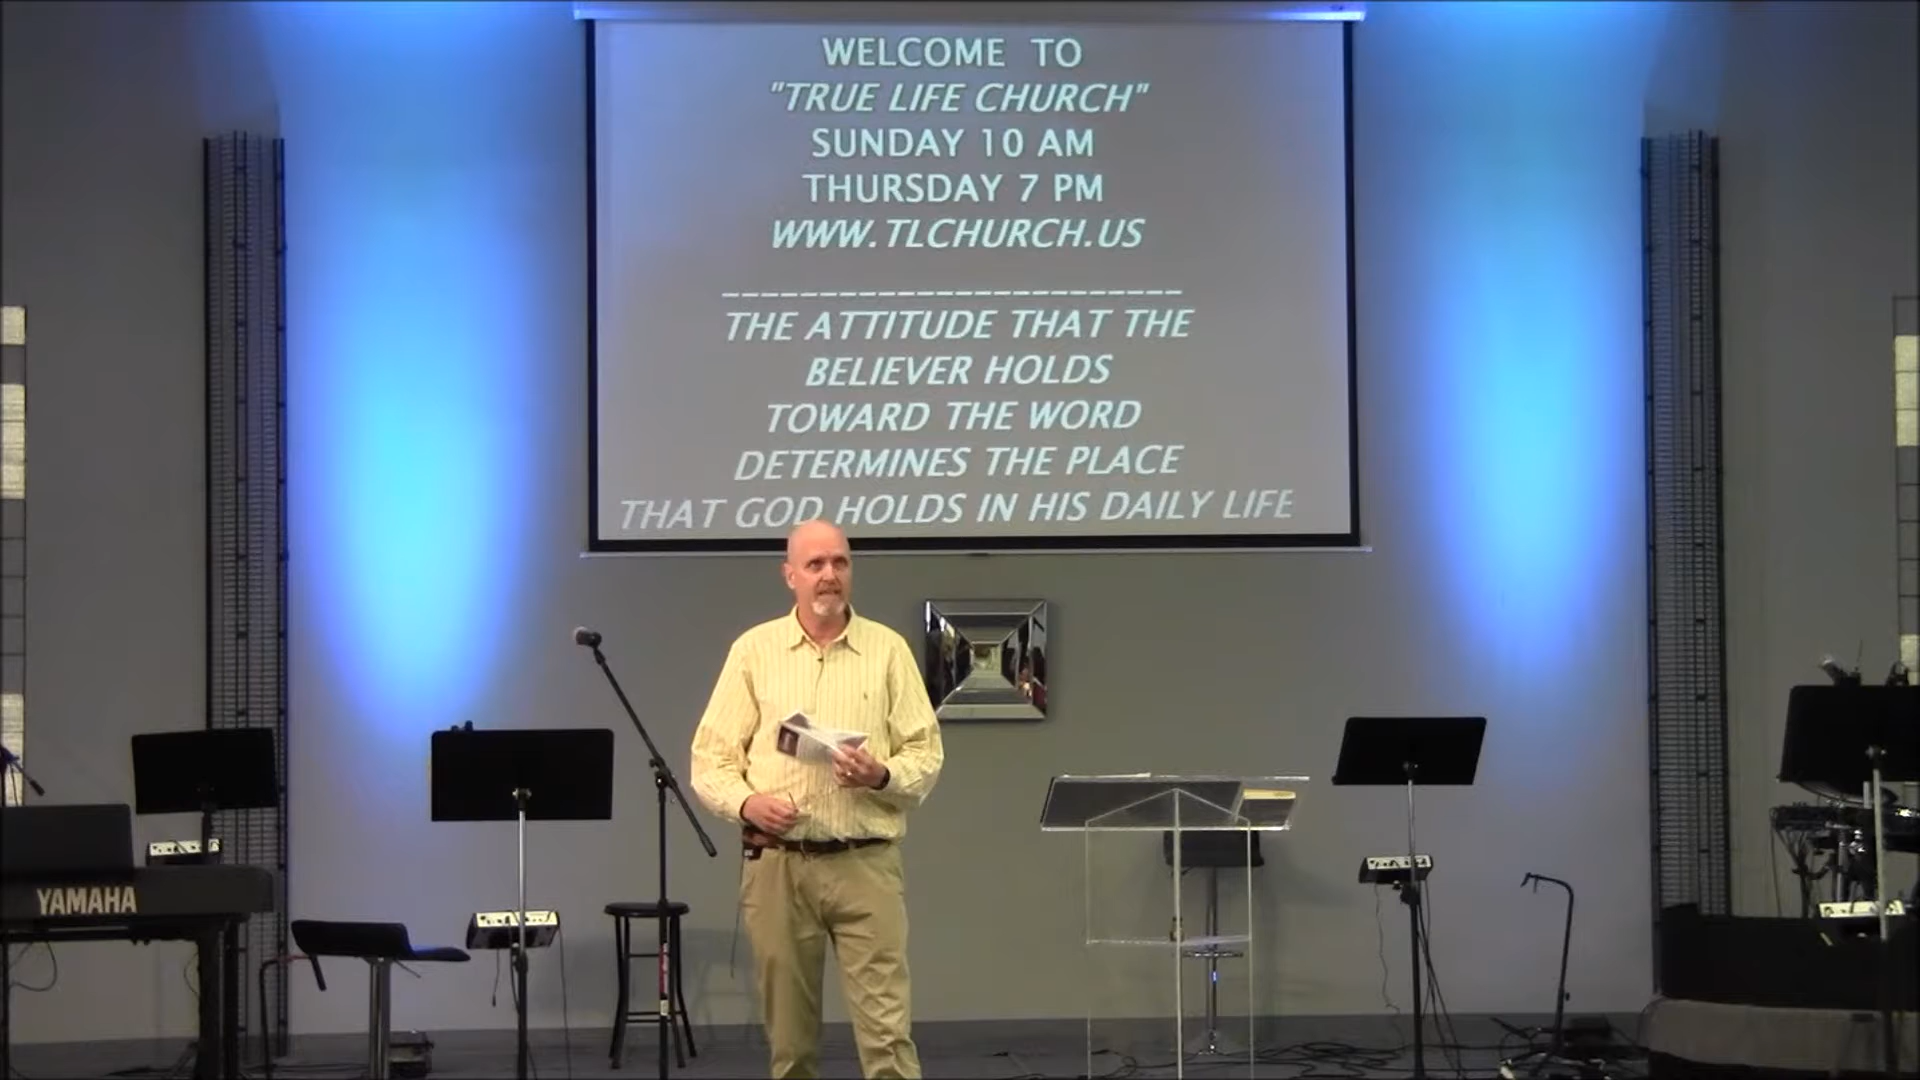 WELCOME TO
"TRUE LIFE CHURCH"
SUNDAY 10 AM
THURSDAY 7 PM
WWW.TLCHURCH.US
________________________
THE ATTITUDE THAT THE
BELIEVER HOLDS
TOWARD THE WORD
DETERMINES THE PLACE
THAT GOD HOLDS IN HIS DAILY LIFE
YAMAHA